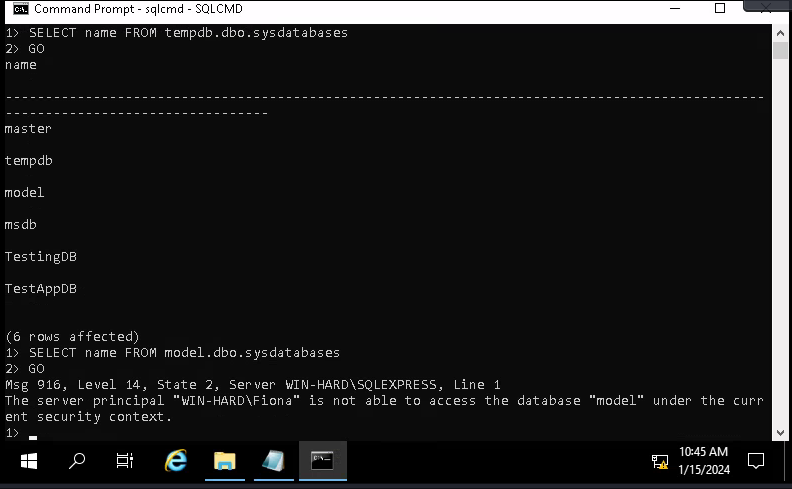 Command Prompt - sqlcmd - SQLCMD
1> SELECT name FROM tempdb.dbo.sysdatabases
2> GO
name
-----------------------------------------------------------------------------------------------
---------------------------------
master
tempdb
model
msdb
TestingDB
TestAppDB
(6 rows affected)
1> SELECT name FROM model.dbo.sysdatabases
2> GO
Msg 916, Level 14, State 2, Server WIN-HARD\SQLEXPRESS, Line 1
The server principal "WIN-HARD\Fiona" is not able to access the database "model" under the curr
ent security context.
1>
10:45 AM
1/15/2024